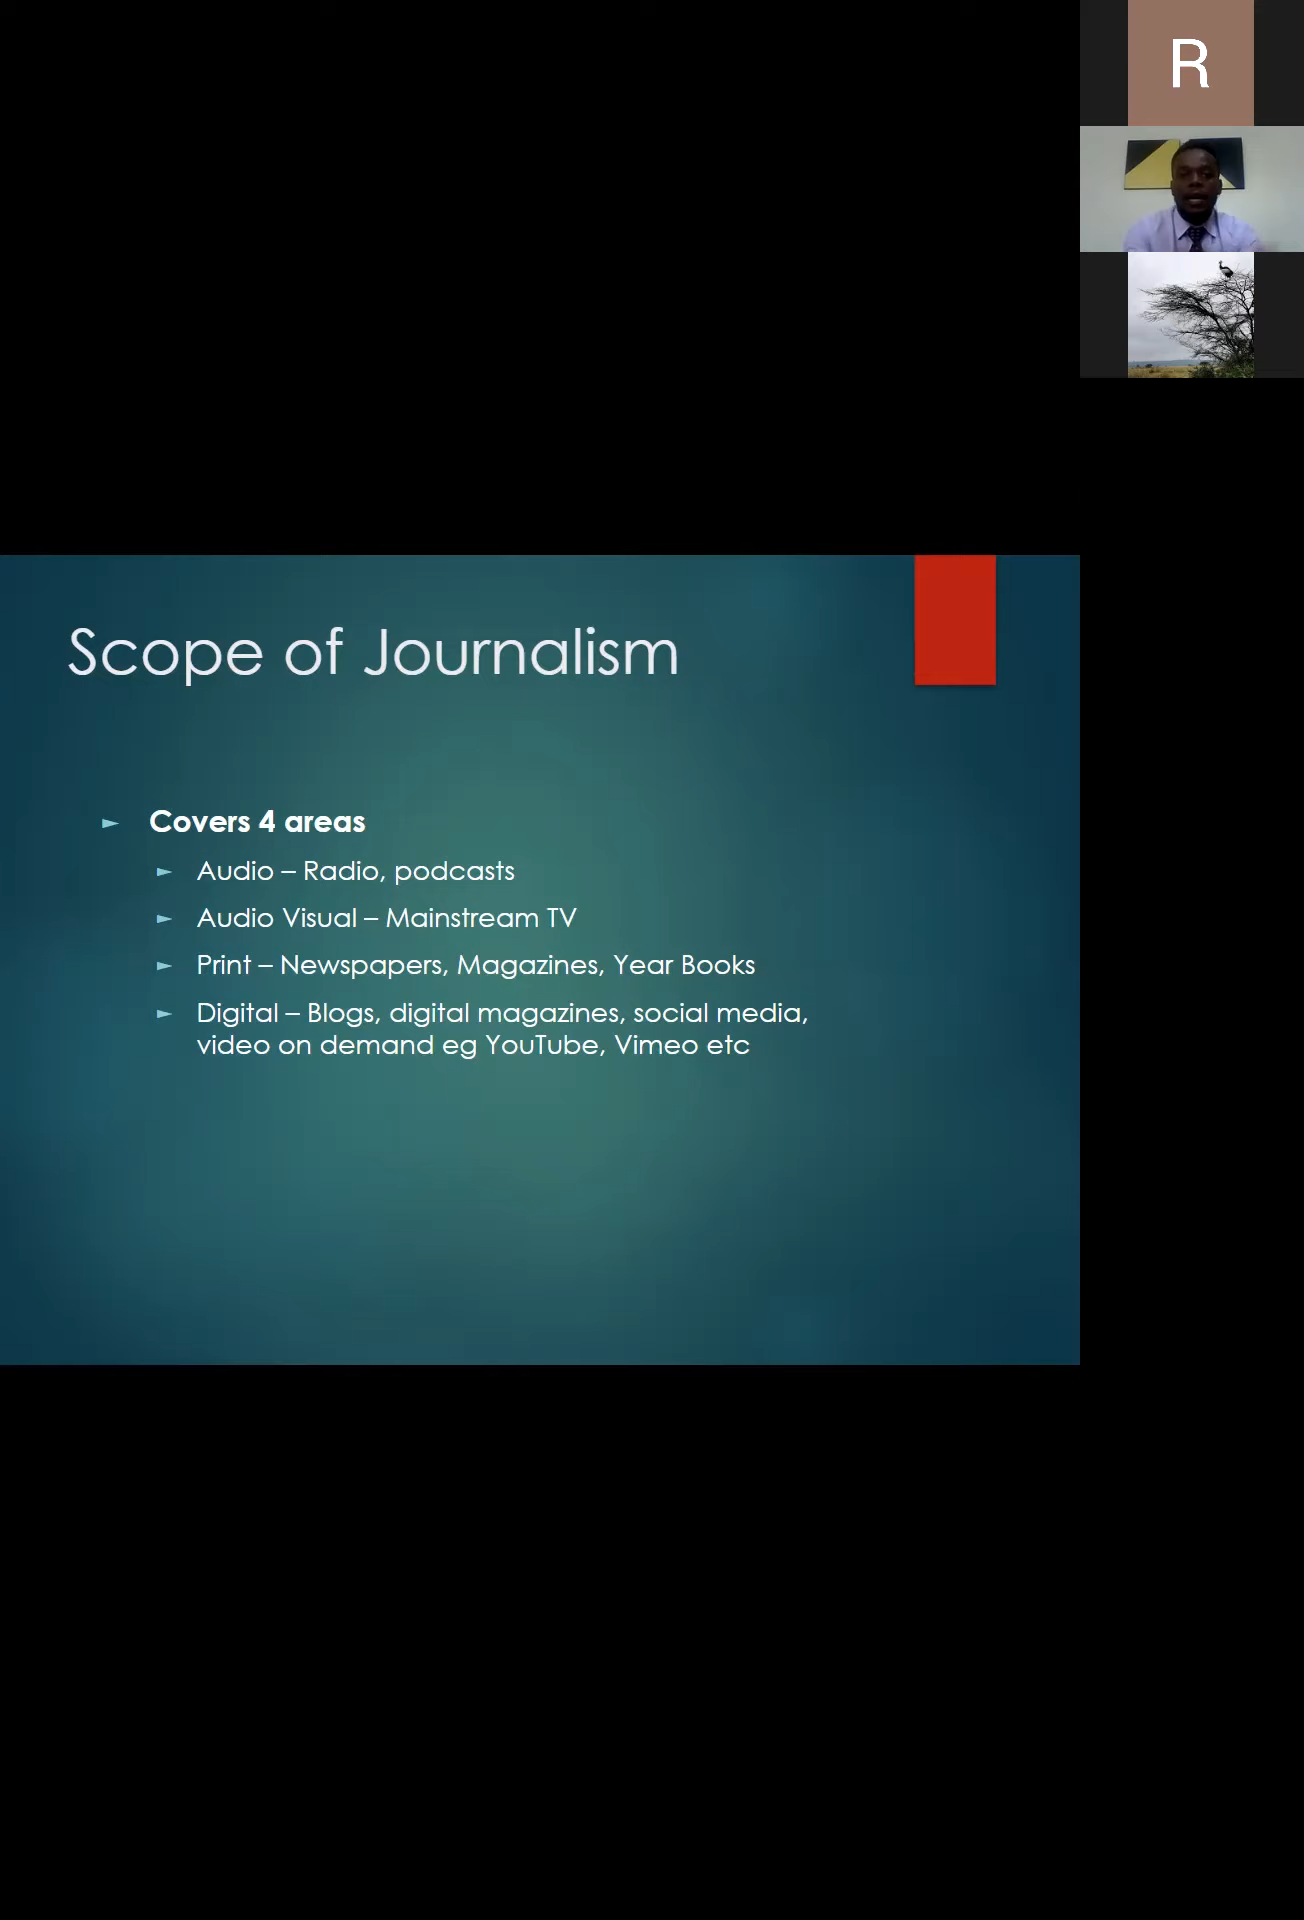 R
Scope of Journalism
Covers 4 areas
Audio – Radio, podcasts
Audio Visual – Mainstream TV
Print – Newspapers, Magazines, Year Books
Digital – Blogs, digital magazines, social media,
video on demand eg YouTube, Vimeo etc